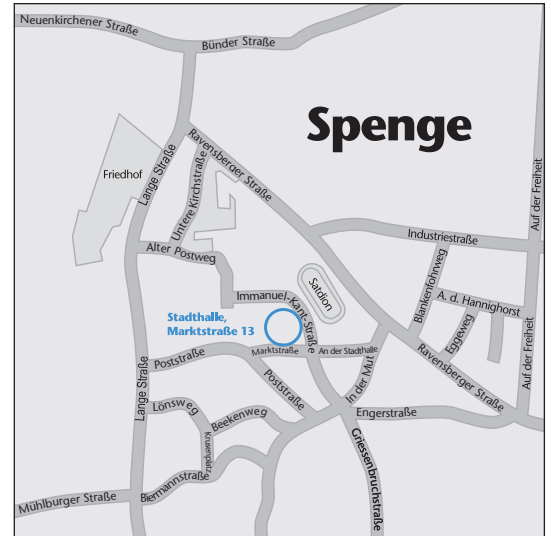 Neuenkirchener Straße
Bünder Straße
Spenge
Ravensberger Straße
Lange Straße
Friedhof
Untere Kirchstraße
Auf der Freiheit
Industriestraße
Alter Postweg
Blankenfohrweg
Satdion
Immanuel-Kant-Straße
A. d. Hannighorst
Stadthalle,
Marktstraße 13
Eggeweg
Auf der Freiheit
Marktstraße
An der Stadthalle
Ravensberger Straße
Poststraße
Lange Straße
Poststraße
In der Mut
Lönsweg
Beekenweg
Engerstraße
Krusenplatz
Griessenbruchstraße
Mühlburger Straße
Biermannstraße